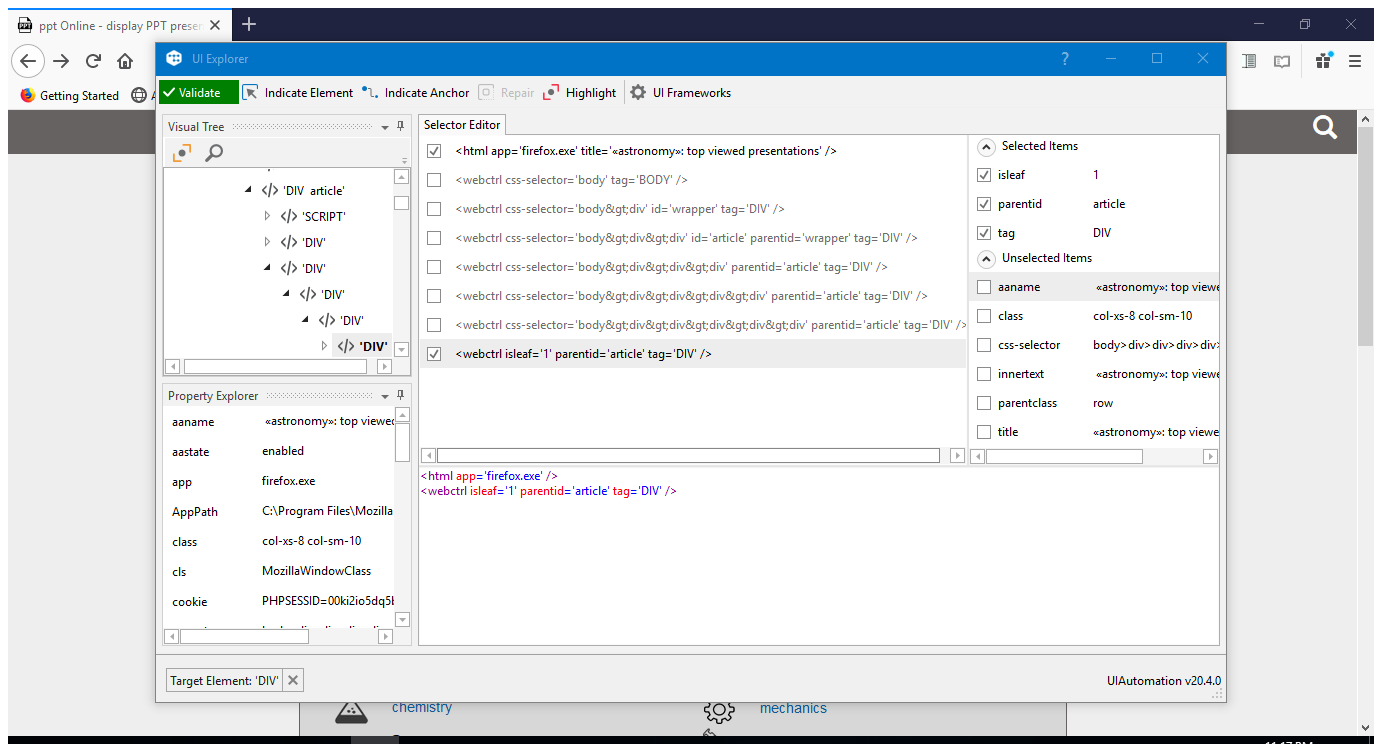 ppt Online - display PPT prese
UI Explorer
Getting Started
Validate Indicate Element Indicate Anchor Repair Highlight UI Frameworks
Visual Tree
'DIV article'
'SCRIPT'
'DIV'
'DIV'
'DIV'
'DIV'
'DIV'
Property Explorer
aaname «astronomy»: top viewed
aastate enabled
app firefox.exe
AppPath C:\Program Files\Mozilla
class col-xs-8 col-sm-10
cls MozillaWindowClass
cookie PHPSESSID=00ki2io5dq5t
Selector Editor
<html app='firefox.exe' title='«astronomy»: top viewed presentations' />
<webctrl css-selector='body' tag='BODY' />
<webctrl css-selector='body&gt;div' id='wrapper' tag='DIV' />
<webctrl css-selector='body&gt;div&gt;div' id='article' parentid='wrapper' tag='DIV' />
<webctrl css-selector='body&gt;div&gt;div&gt;div' parentid='article' tag='DIV' />
<webctrl css-selector='body&gt;div&gt;div&gt;div&gt;div' parentid='article' tag='DIV' />
<webctrl css-selector='body&gt;div&gt;div&gt;div&gt;div&gt;div' parentid='article' tag='DIV' />
<webctrl isleaf='1' parentid='article' tag='DIV' />
Selected Items
isleaf 1
parentid article
tag DIV
Unselected Items
aaname «astronomy»: top viewe
class col-xs-8 col-sm-10
css-selector body>div>div>div>div>
innertext «astronomy»: top viewe
parentclass row
title «astronomy»: top viewe
<html app='firefox.exe' />
<webctrl isleaf='1' parentid='article' tag='DIV' />
Target Element: 'DIV'
UIAutomation v20.4.0
chemistry mechanics